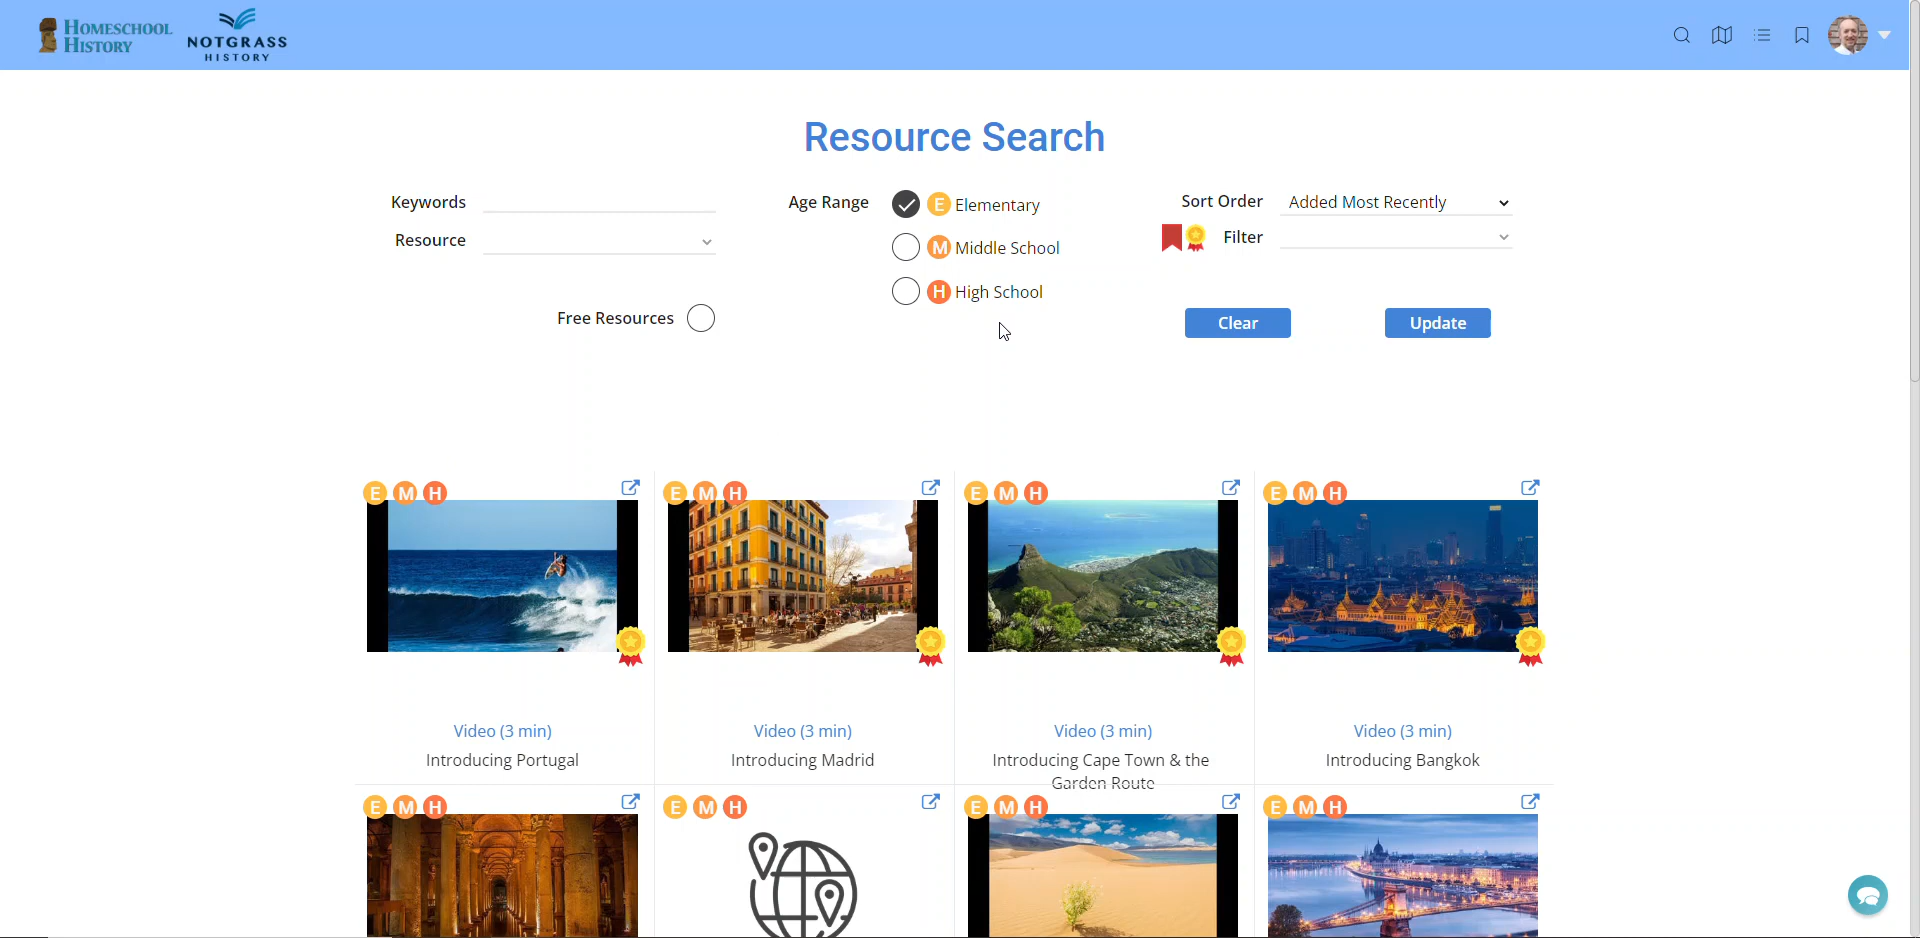 HOMESCHOOL
HISTORY
NOTGRASS
HISTORY
Resource Search
Keywords
Resource
Free Resources
Age Range
E Elementary
M Middle School
H High School
Sort Order Added Most Recently
Filter
Clear Update
E M H
Video (3 min)
Introducing Portugal
E M H
Video (3 min)
Introducing Madrid
E M H
Video (3 min)
Introducing Cape Town & the
Garden Route
E M H
Video (3 min)
Introducing Bangkok
E M H
E M H
E M H
E M H